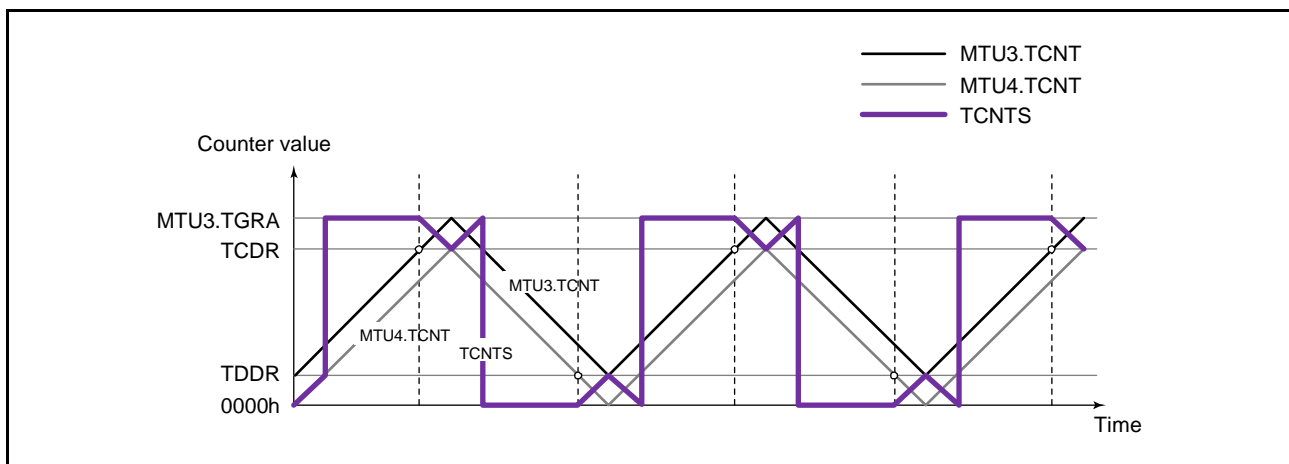 MTU3.TCNT
MTU4.TCNT
TCNTS
Counter value
MTU3.TGRA
TCDR
MTU3.TCNT
MTU4.TCNT
TCNTS
TDDR
0000h
Time